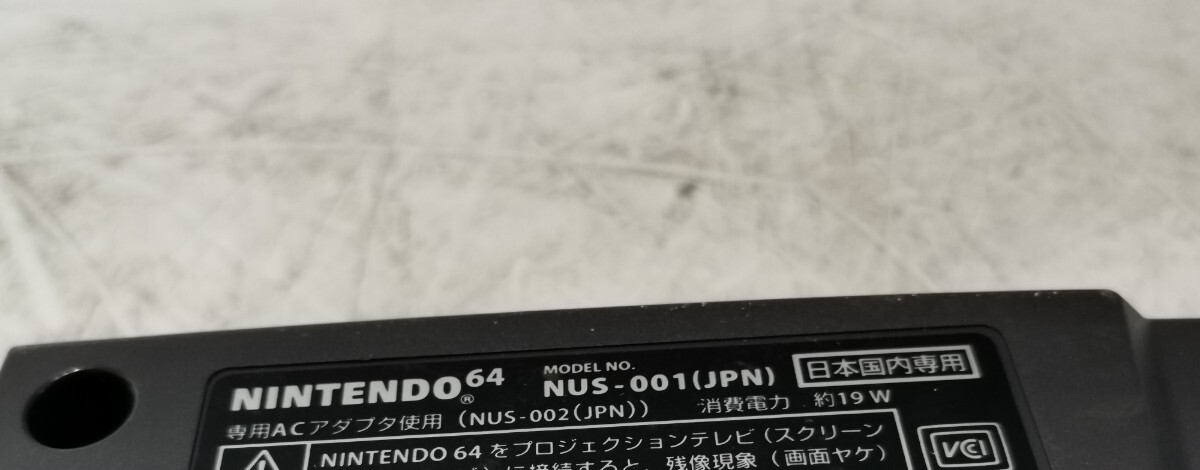 NINTENDO64® MODEL NO. NUS-001(JPN) 日本国内専用
専用ACアダプタ使用 (NUS-002(JPN)) 消費電力 約19W
NINTENDO 64をプロジェクションテレビ(スクリーン
に接続すると、残像現象(画面ヤケ)
VCCI